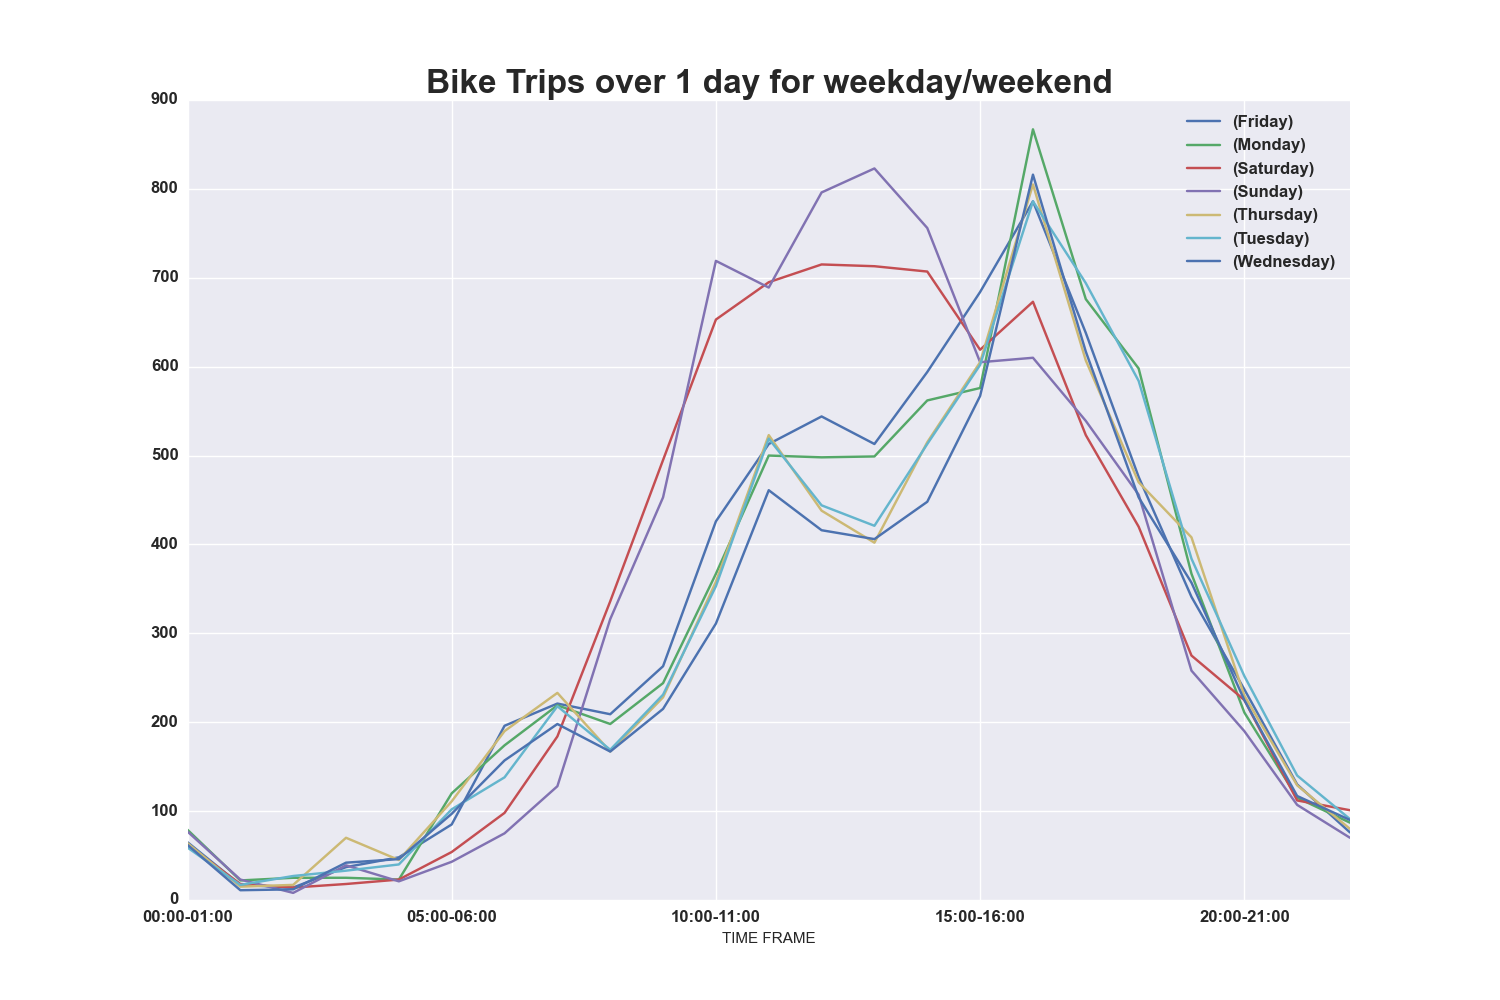 Bike Trips over 1 day for weekday/weekend
900
800
700
600
500
400
300
200
100
0
(Friday)
(Monday)
(Saturday)
(Sunday)
(Thursday)
(Tuesday)
(Wednesday)
00:00-01:00 05:00-06:00 10:00-11:00 15:00-16:00 20:00-21:00
TIME FRAME